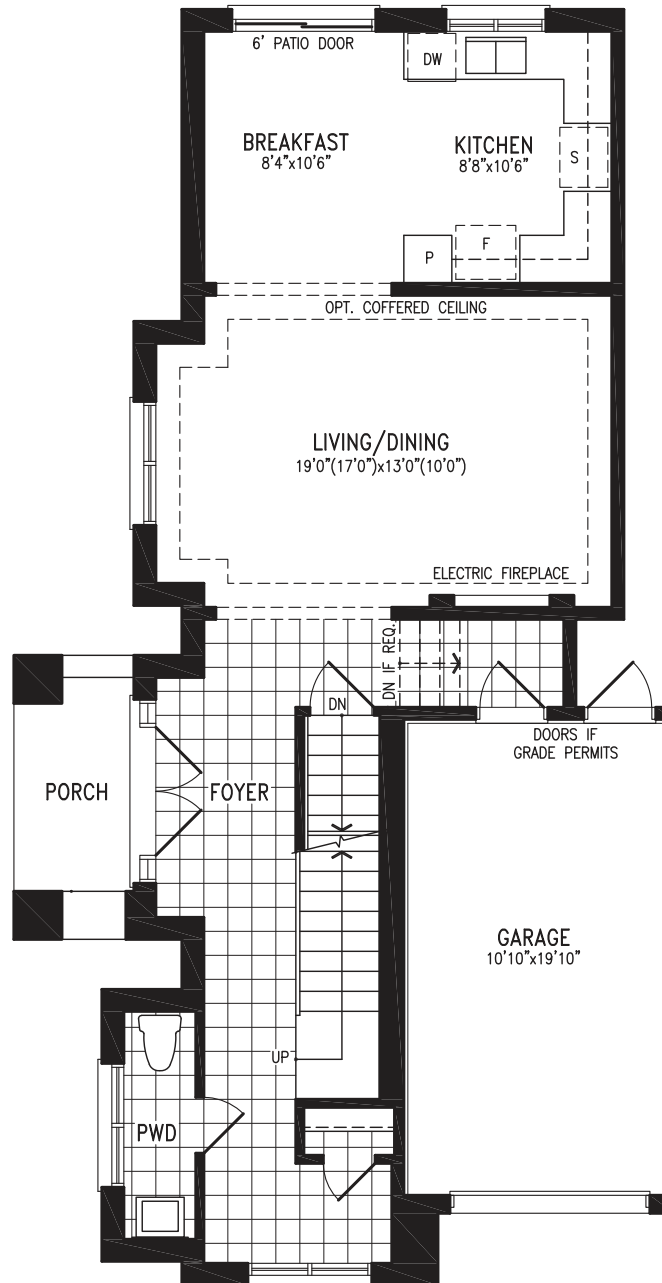 6' PATIO DOOR
DW
BREAKFAST
8'4"x10'6"
KITCHEN
8'8"x10'6"
S
P
F
OPT. COFFERED CEILING
LIVING/DINING
19'0"(17'0")x13'0"(10'0")
ELECTRIC FIREPLACE
DN IF REQ.
DN
DOORS IF
GRADE PERMITS
PORCH
FOYER
GARAGE
10'10"x19'10"
UP
PWD